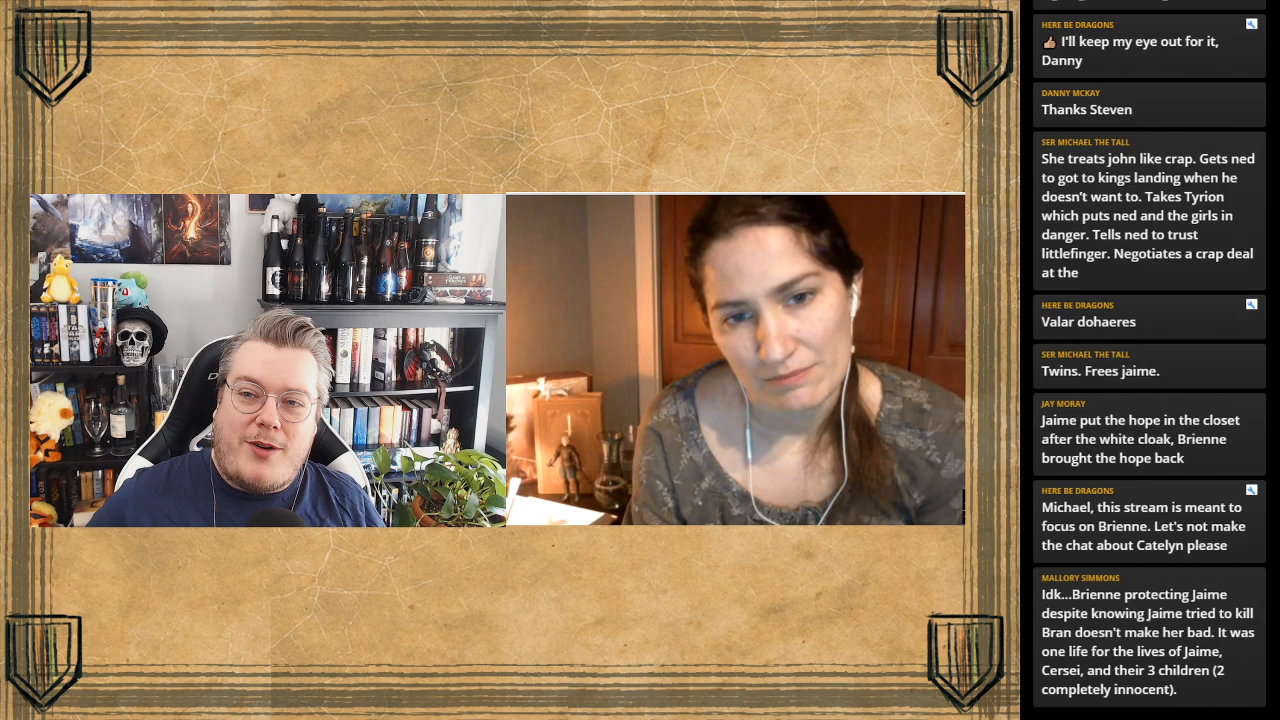 HERE BE DRAGONS
👍🏼 I'll keep my eye out for it,
Danny
DANNY MCKAY
Thanks Steven
SER MICHAEL THE TALL
She treats john like crap. Gets ned
to got to kings landing when he
doesn't want to. Takes Tyrion
which puts ned and the girls in
danger. Tells ned to trust
littlefinger. Negotiates a crap deal
at the
HERE BE DRAGONS
Valar dohaeres
SER MICHAEL THE TALL
Twins. Frees jaime.
JAY MORAY
Jaime put the hope in the closet
after the white cloak, Brienne
brought the hope back
HERE BE DRAGONS
Michael, this stream is meant to
focus on Brienne. Let's not make
the chat about Catelyn please
MALLORY SIMMONS
Idk...Brienne protecting Jaime
despite knowing Jaime tried to kill
Bran doesn't make her bad. It was
one life for the lives of Jaime,
Cersei, and their 3 children (2
completely innocent).